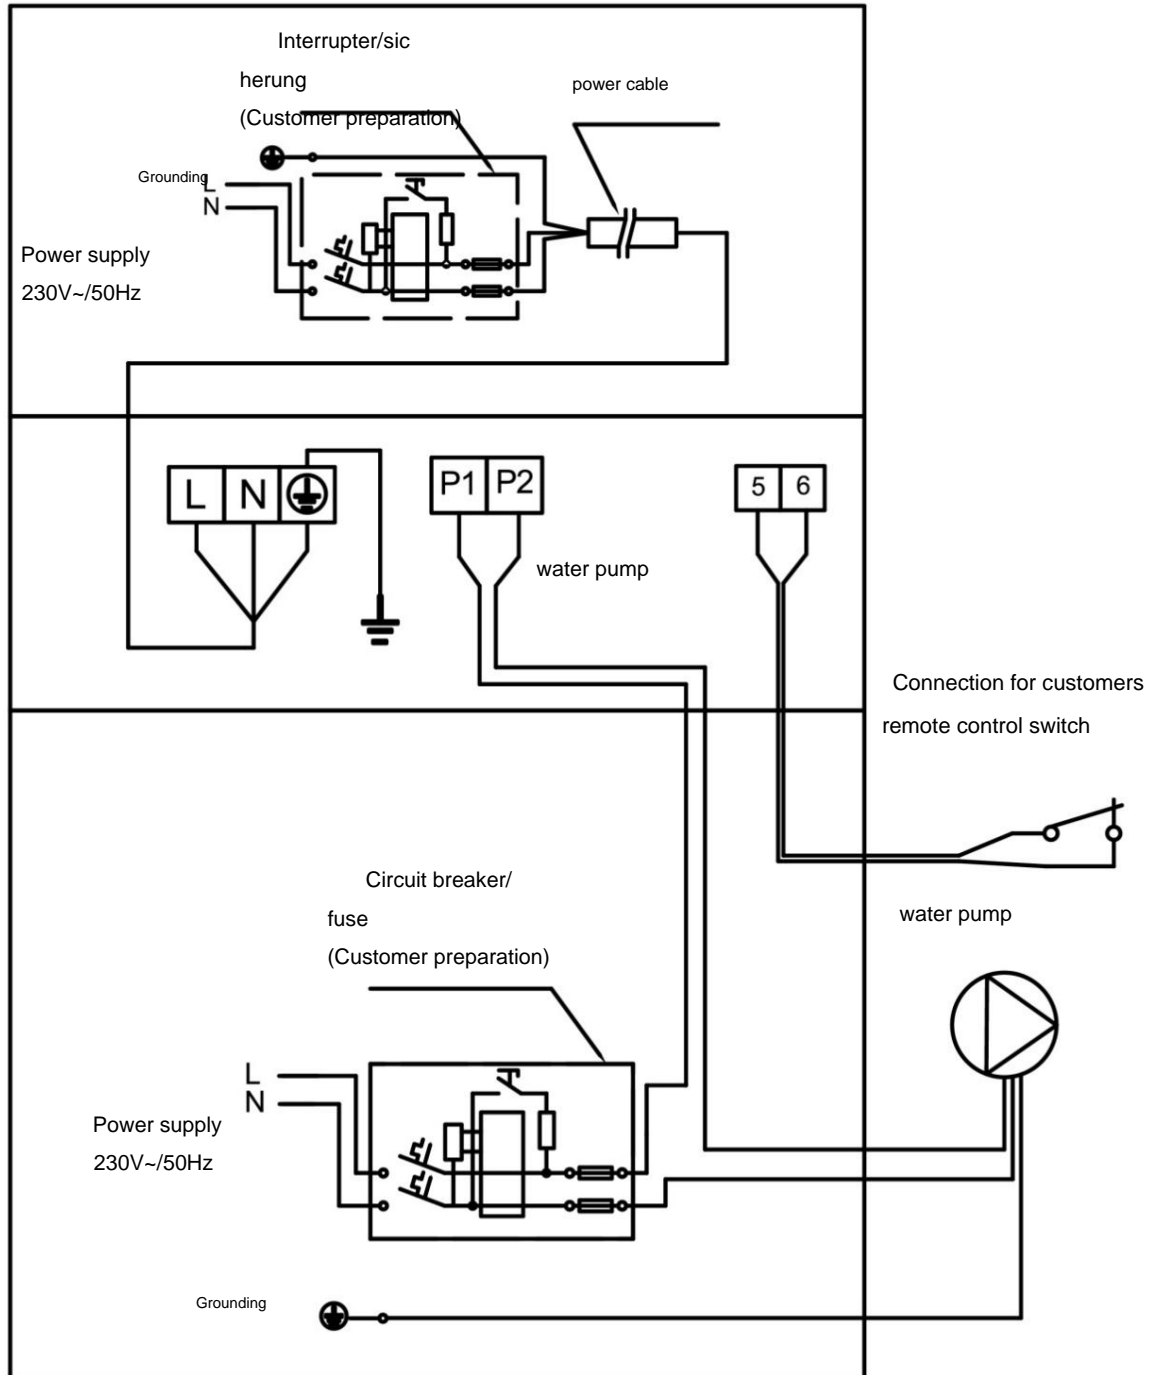 Interrupter/sic
herung
(Customer preparation)
power cable
Grounding
L
N
Power supply
230V~/50Hz
L N
P1 P2
5 6
water pump
Connection for customers
remote control switch
Circuit breaker/
fuse
(Customer preparation)
water pump
L
N
Power supply
230V~/50Hz
Grounding